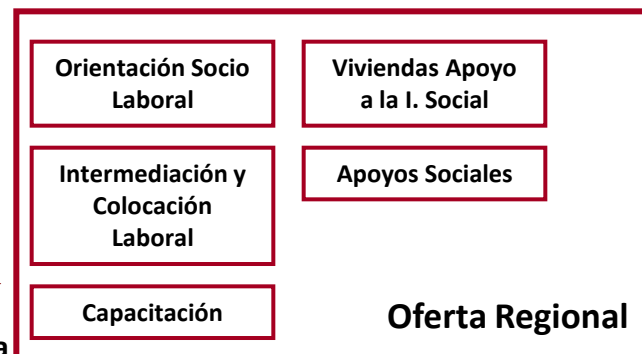 Orientación Socio
Laboral
Viviendas Apoyo
a la I. Social
Intermediación y
Colocación
Laboral
Apoyos Sociales
Capacitación
Oferta Regional
a